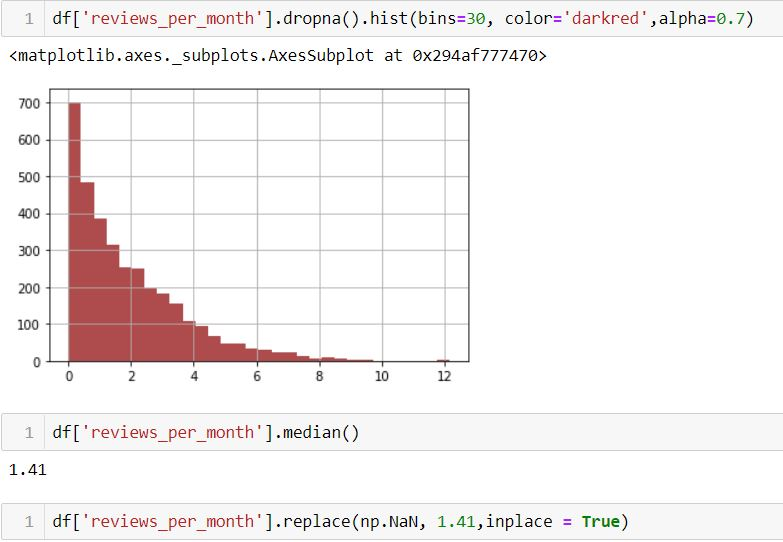 1 df['reviews_per_month'].dropna().hist(bins=30, color='darkred',alpha=0.7)
<matplotlib.axes._subplots.AxesSubplot at 0x294af777470>
700
600
500
400
300
200
100
0
0 2 4 6 8 10 12
1 df['reviews_per_month'].median()
1.41
1 df['reviews_per_month'].replace(np.NaN, 1.41,inplace = True)